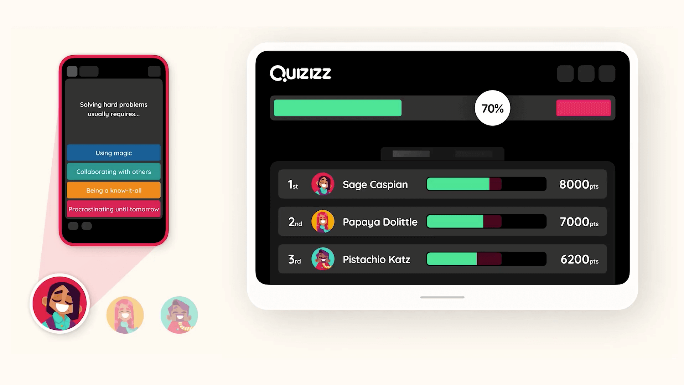 Solving hard problems
usually requires...
Using magic
Collaborating with others
Being a know-it-all
Procrastinating until tomorrow
Quizizz
70%
1st Sage Caspian 8000pts
2nd Papaya Dolittle 7000pts
3rd Pistachio Katz 6200pts